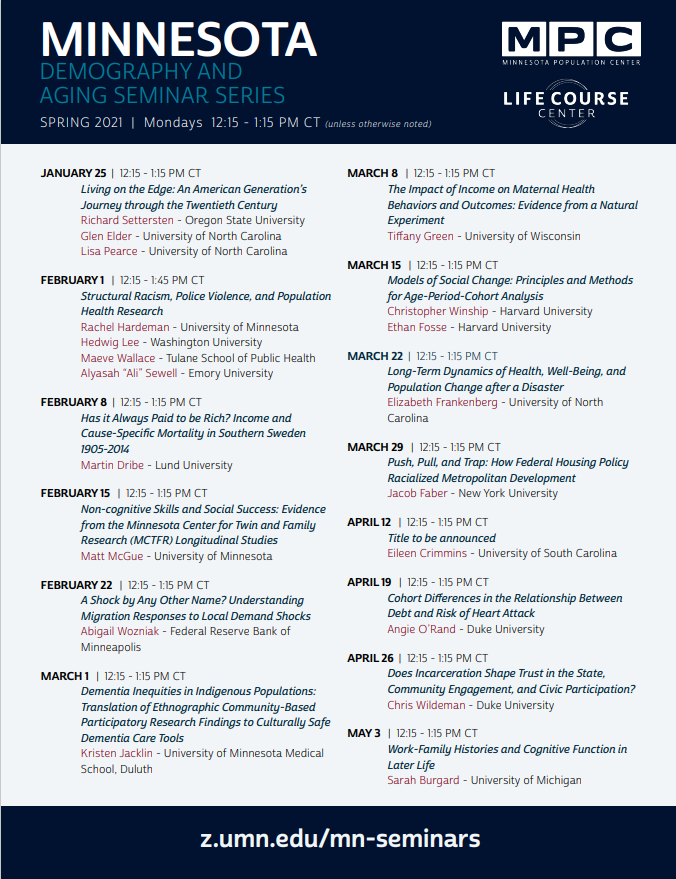 MINNESOTA
DEMOGRAPHY AND
AGING SEMINAR SERIES
SPRING 2021 | Mondays 12:15 - 1:15 PM CT (unless otherwise noted)
MPC
MINNESOTA POPULATION CENTER
LIFE COURSE
CENTER
JANUARY 25 | 12:15 - 1:15 PM CT
Living on the Edge: An American Generation's
Journey through the Twentieth Century
Richard Settersten - Oregon State University
Glen Elder - University of North Carolina
Lisa Pearce - University of North Carolina
FEBRUARY 1 | 12:15 - 1:45 PM CT
Structural Racism, Police Violence, and Population
Health Research
Rachel Hardeman - University of Minnesota
Hedwig Lee - Washington University
Maeve Wallace - Tulane School of Public Health
Alyasah "Ali" Sewell - Emory University
FEBRUARY 8 | 12:15 - 1:15 PM CT
Has it Always Paid to be Rich? Income and
Cause-Specific Mortality in Southern Sweden
1905-2014
Martin Dribe - Lund University
FEBRUARY 15 | 12:15 - 1:15 PM CT
Non-cognitive Skills and Social Success: Evidence
from the Minnesota Center for Twin and Family
Research (MCTFR) Longitudinal Studies
Matt McGue - University of Minnesota
FEBRUARY 22 | 12:15 - 1:15 PM CT
A Shock by Any Other Name? Understanding
Migration Responses to Local Demand Shocks
Abigail Wozniak - Federal Reserve Bank of
Minneapolis
MARCH 1 | 12:15 - 1:15 PM CT
Dementia Inequities in Indigenous Populations:
Translation of Ethnographic Community-Based
Participatory Research Findings to Culturally Safe
Dementia Care Tools
Kristen Jacklin - University of Minnesota Medical
School, Duluth
MARCH 8 | 12:15 - 1:15 PM CT
The Impact of Income on Maternal Health
Behaviors and Outcomes: Evidence from a Natural
Experiment
Tiffany Green - University of Wisconsin
MARCH 15 | 12:15 - 1:15 PM CT
Models of Social Change: Principles and Methods
for Age-Period-Cohort Analysis
Christopher Winship - Harvard University
Ethan Fosse - Harvard University
MARCH 22 | 12:15 - 1:15 PM CT
Long-Term Dynamics of Health, Well-Being, and
Population Change after a Disaster
Elizabeth Frankenberg - University of North
Carolina
MARCH 29 | 12:15 - 1:15 PM CT
Push, Pull, and Trap: How Federal Housing Policy
Racialized Metropolitan Development
Jacob Faber - New York University
APRIL 12 | 12:15 - 1:15 PM CT
Title to be announced
Eileen Crimmins - University of South Carolina
APRIL 19 | 12:15 - 1:15 PM CT
Cohort Differences in the Relationship Between
Debt and Risk of Heart Attack
Angie O'Rand - Duke University
APRIL 26 | 12:15 - 1:15 PM CT
Does Incarceration Shape Trust in the State,
Community Engagement, and Civic Participation?
Chris Wildeman - Duke University
MAY 3 | 12:15 - 1:15 PM CT
Work-Family Histories and Cognitive Function in
Later Life
Sarah Burgard - University of Michigan
z.umn.edu/mn-seminars